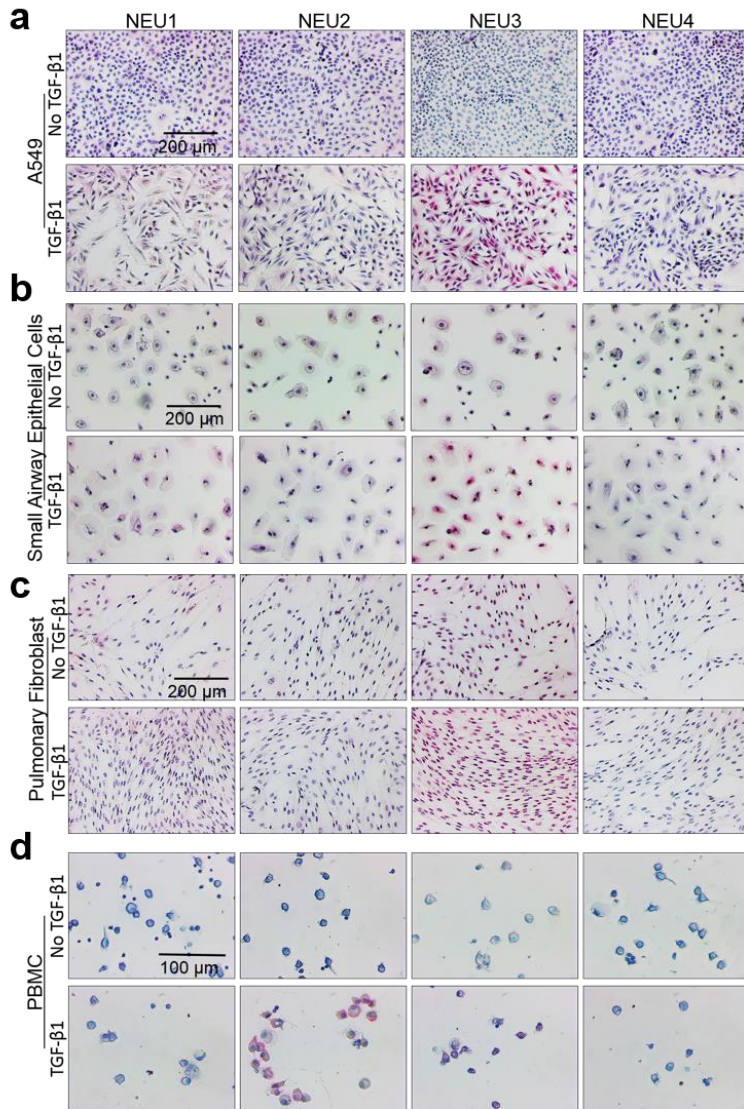 a
NEU1 NEU2 NEU3 NEU4
A549
No TGF-β1
200 µm
TGF-β1
b
Small Airway Epithelial Cells
No TGF-β1
200 µm
TGF-β1
c
Pulmonary Fibroblast
No TGF-β1
200 µm
TGF-β1
d
PBMC
No TGF-β1
100 µm
TGF-β1